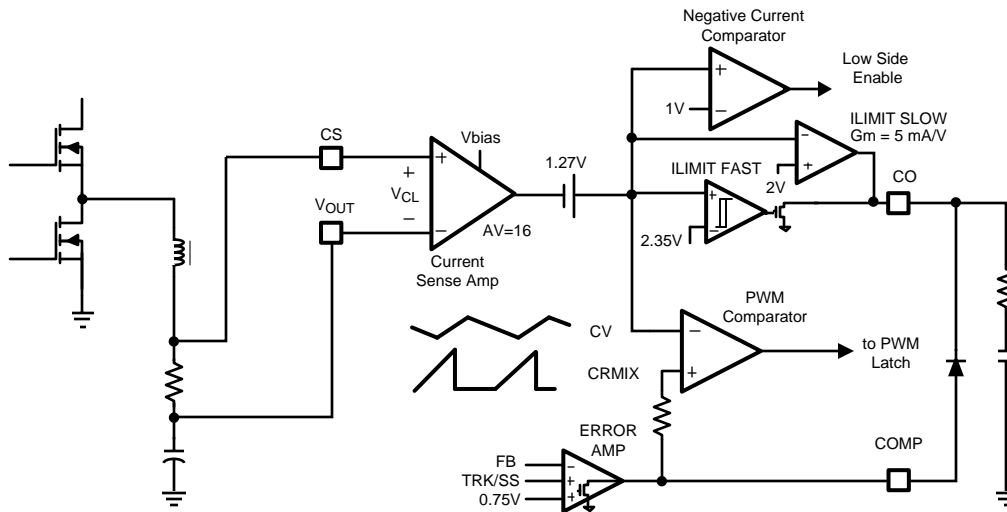 Negative Current
Comparator
+
−
1V
Low Side
Enable
ILIMIT SLOW
Gm = 5 mA/V
−
+
2V
CS
VOUT
+
VCL
−
Vbias
+
−
AV=16
Current
Sense Amp
1.27V
ILIMIT FAST
+
−
2.35V
CO
CV
CRMIX
PWM
Comparator
−
+
to PWM
Latch
ERROR
AMP
FB
TRK/SS
0.75V
−
+
+
COMP